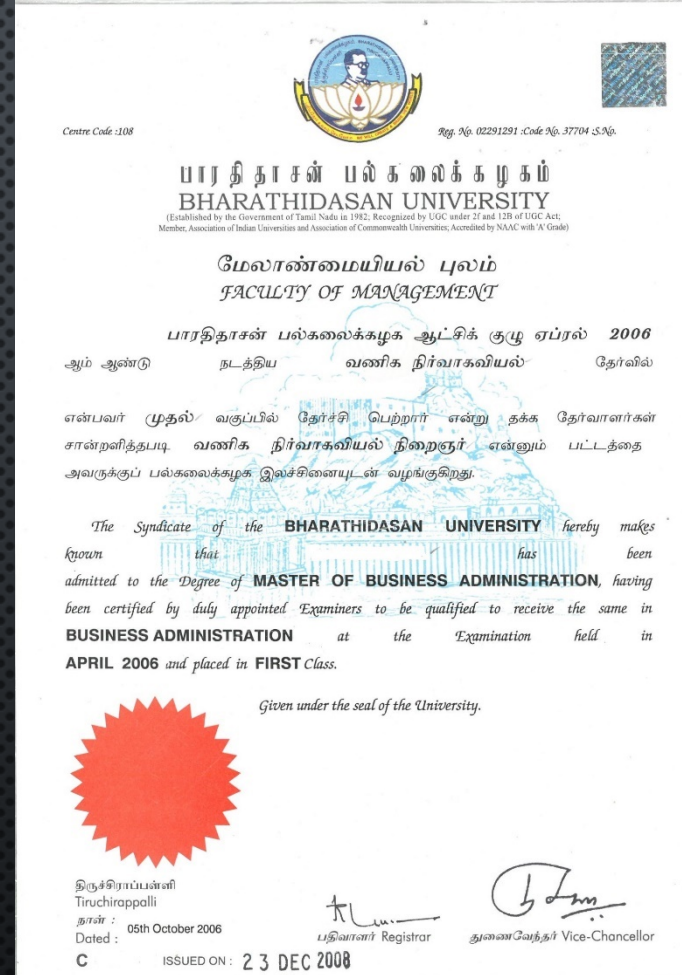 Centre Code :108
Reg. No. 02291291 :Code No. 37704 :S.No.
பாரதிதாசன் பல்கலைக்கழகம்
BHARATHIDASAN UNIVERSITY
(Established by the Government of Tamil Nadu in 1982; Recognized by UGC under 2f and 12B of UGC Act;
Member, Association of Indian Universities and Association of Commonwealth Universities; Accredited by NAAC with 'A' Grade)
மேலாண்மையியல் புலம்
FACULTY OF MANAGEMENT
பாரதிதாசன் பல்கலைக்கழக ஆட்சிக் குழு ஏப்ரல் 2006
ஆம் ஆண்டு நடத்திய வணிக நிர்வாகவியல் தேர்வில்
என்பவர் முதல் வகுப்பில் தேர்ச்சி பெற்றார் என்று தக்க தேர்வாளர்கள்
சான்றளித்தபடி வணிக நிர்வாகவியல் நிறைஞர் என்னும் பட்டத்தை
அவருக்குப் பல்கலைக்கழக இலச்சினையுடன் வழங்குகிறது.
The Syndicate of the BHARATHIDASAN UNIVERSITY hereby makes
known that has been
admitted to the Degree of MASTER OF BUSINESS ADMINISTRATION, having
been certified by duly appointed Examiners to be qualified to receive the same in
BUSINESS ADMINISTRATION at the Examination held in
APRIL 2006 and placed in FIRST Class.
Given under the seal of the University.
திருச்சிராப்பள்ளி
Tiruchirappalli
நாள் :
Dated : 05th October 2006
பதிவாளர் Registrar
துணைவேந்தர் Vice-Chancellor
C ISSUED ON : 23 DEC 2008